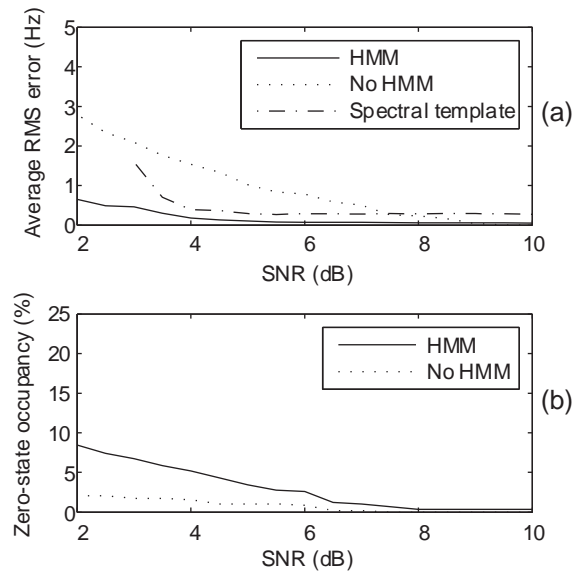 5
4
3
2
1
0
Average RMS error (Hz)
HMM
No HMM
Spectral template
(a)
2 4 6 8 10
SNR (dB)
25
20
15
10
5
0
Zero-state occupancy (%)
HMM
No HMM
(b)
2 4 6 8 10
SNR (dB)